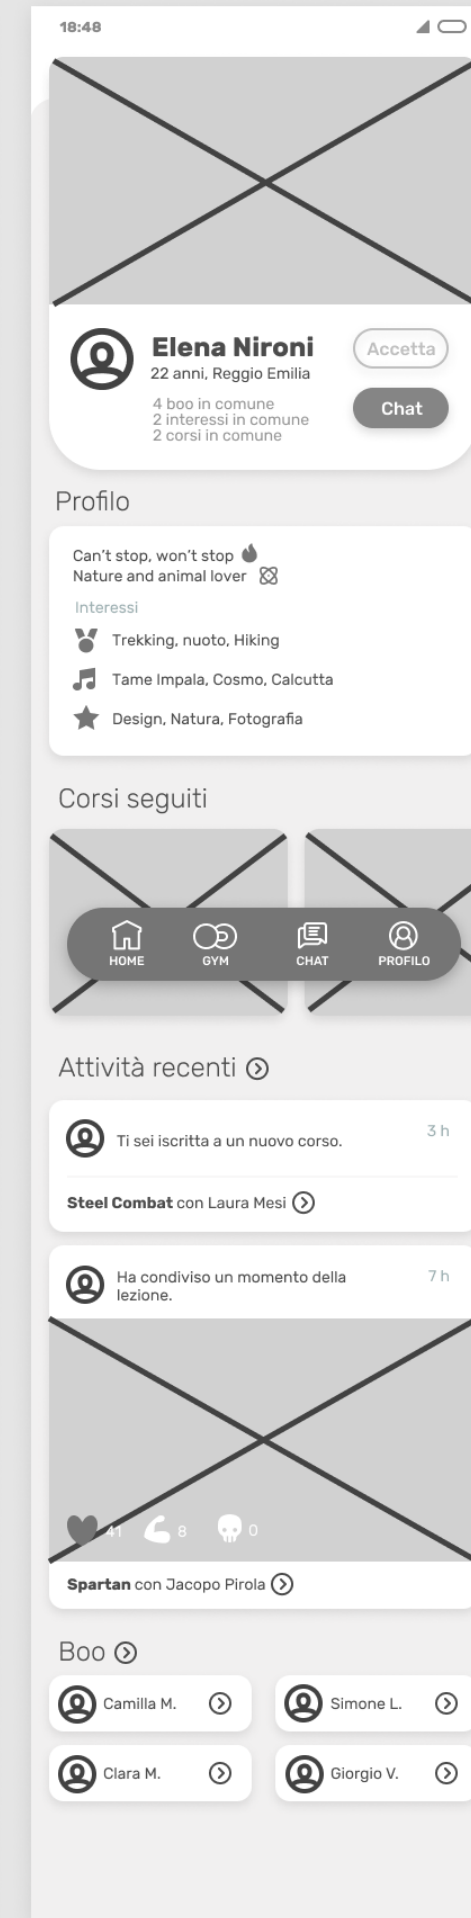 18:48
Elena Nironi
22 anni, Reggio Emilia
4 boo in comune
2 interessi in comune
2 corsi in comune
Accetta
Chat
Profilo
Can't stop, won't stop
Nature and animal lover
Interessi
Trekking, nuoto, Hiking
Tame Impala, Cosmo, Calcutta
Design, Natura, Fotografia
Corsi seguiti
HOME
GYM
CHAT
PROFILO
Attività recenti
Ti sei iscritta a un nuovo corso.
3 h
Steel Combat con Laura Mesi
Ha condiviso un momento della
lezione.
7 h
41
8
0
Spartan con Jacopo Pirola
Boo
Camilla M.
Simone L.
Clara M.
Giorgio V.